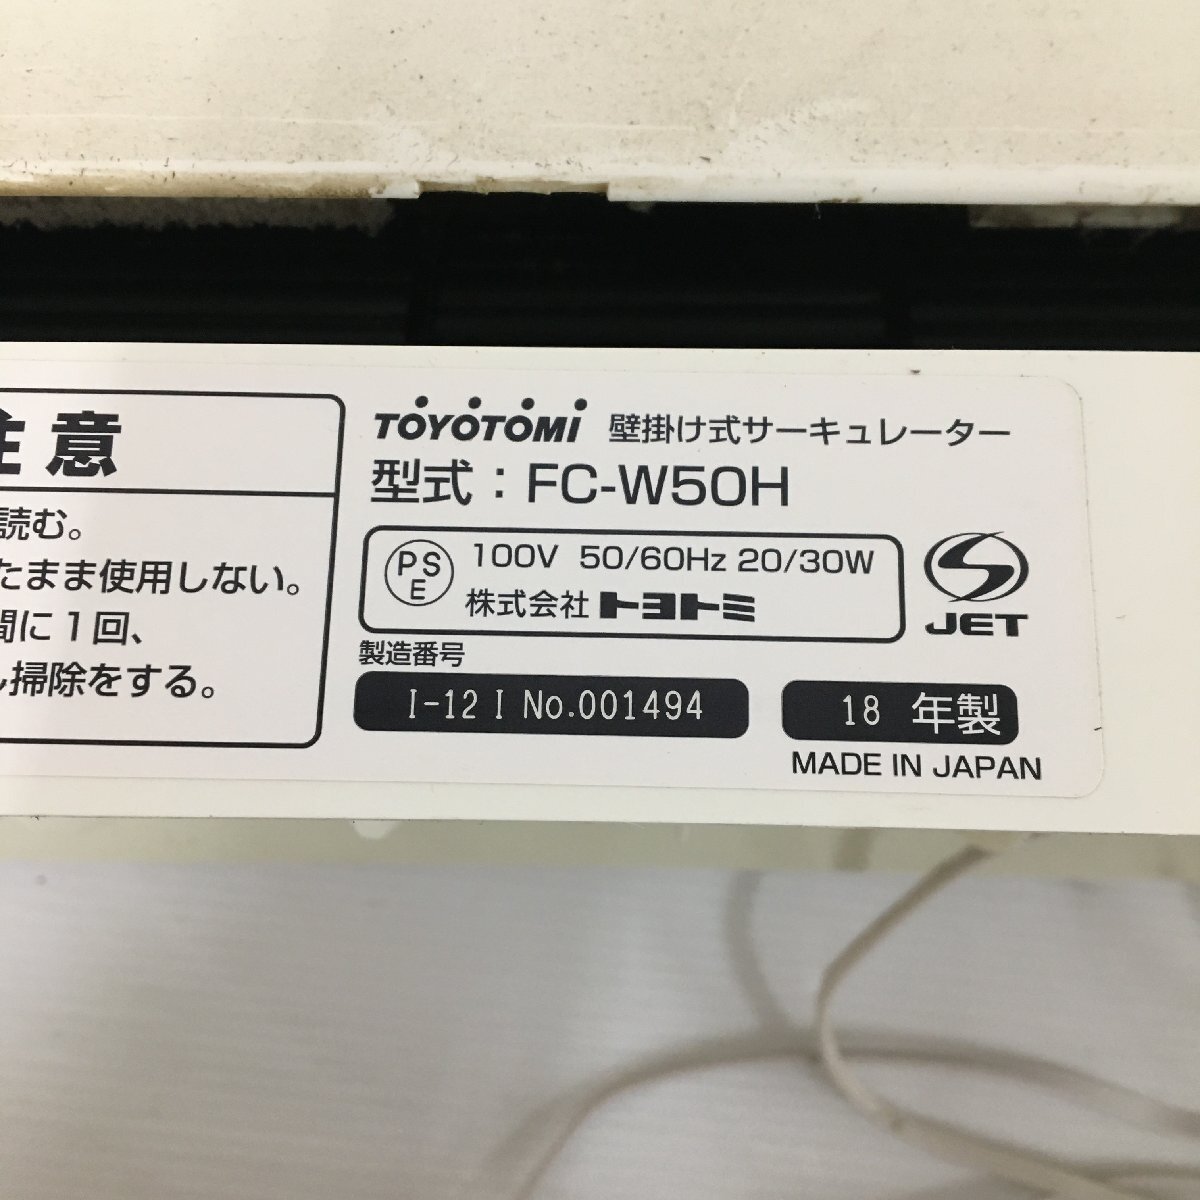 注意
読む。
たまま使用しない。
間に1回、
し掃除をする。
TOYOTOMI 壁掛け式サーキュレーター
型式：FC-W50H
PSE 100V 50/60Hz 20/30W
株式会社トヨトミ
JET
製造番号
I-12 I No.001494
18 年製
MADE IN JAPAN